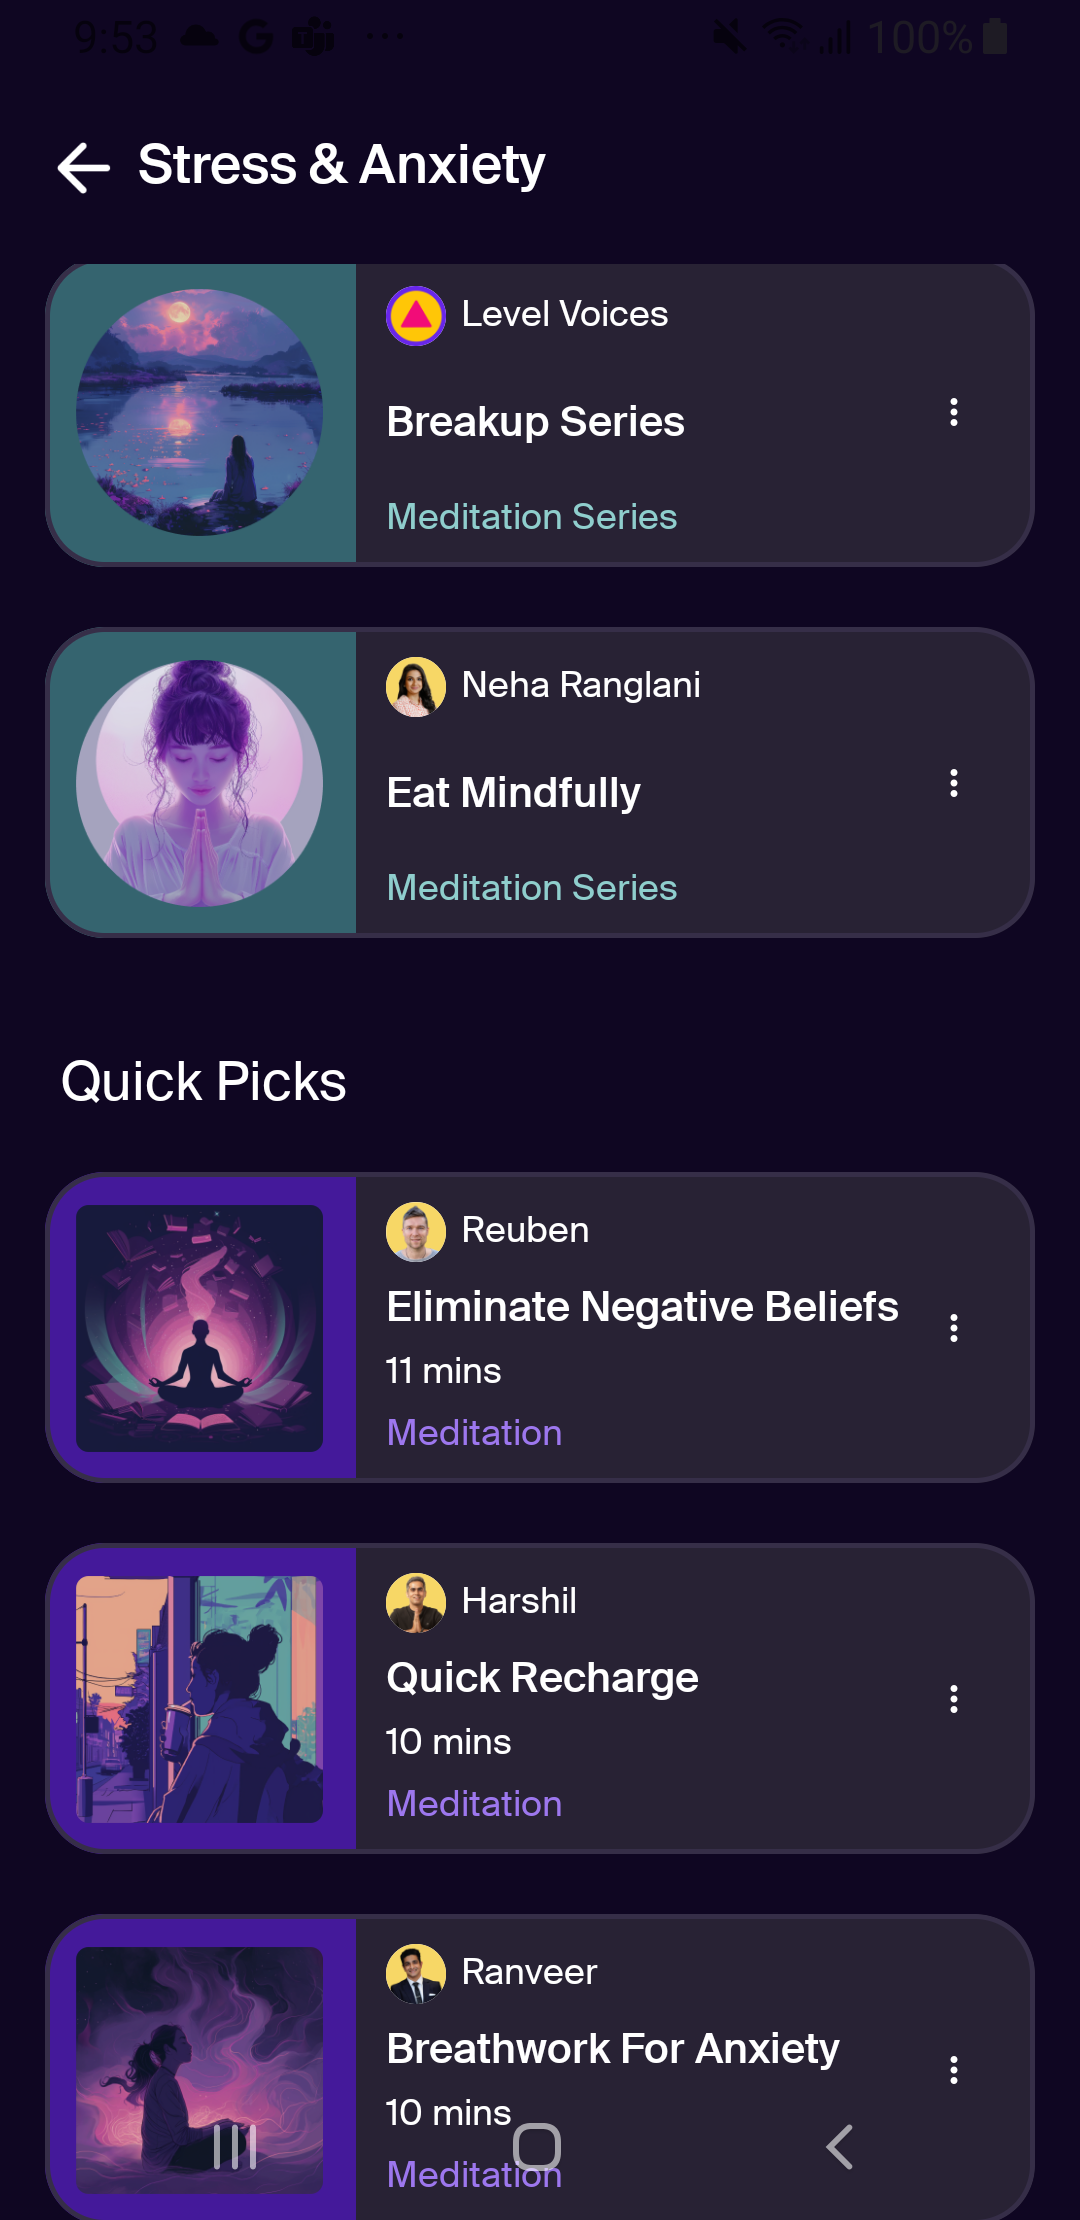 9:53
100%
Stress & Anxiety
Level Voices
Breakup Series
Meditation Series
Neha Ranglani
Eat Mindfully
Meditation Series
Quick Picks
Reuben
Eliminate Negative Beliefs
11 mins
Meditation
Harshil
Quick Recharge
10 mins
Meditation
Ranveer
Breathwork For Anxiety
10 mins
Meditation